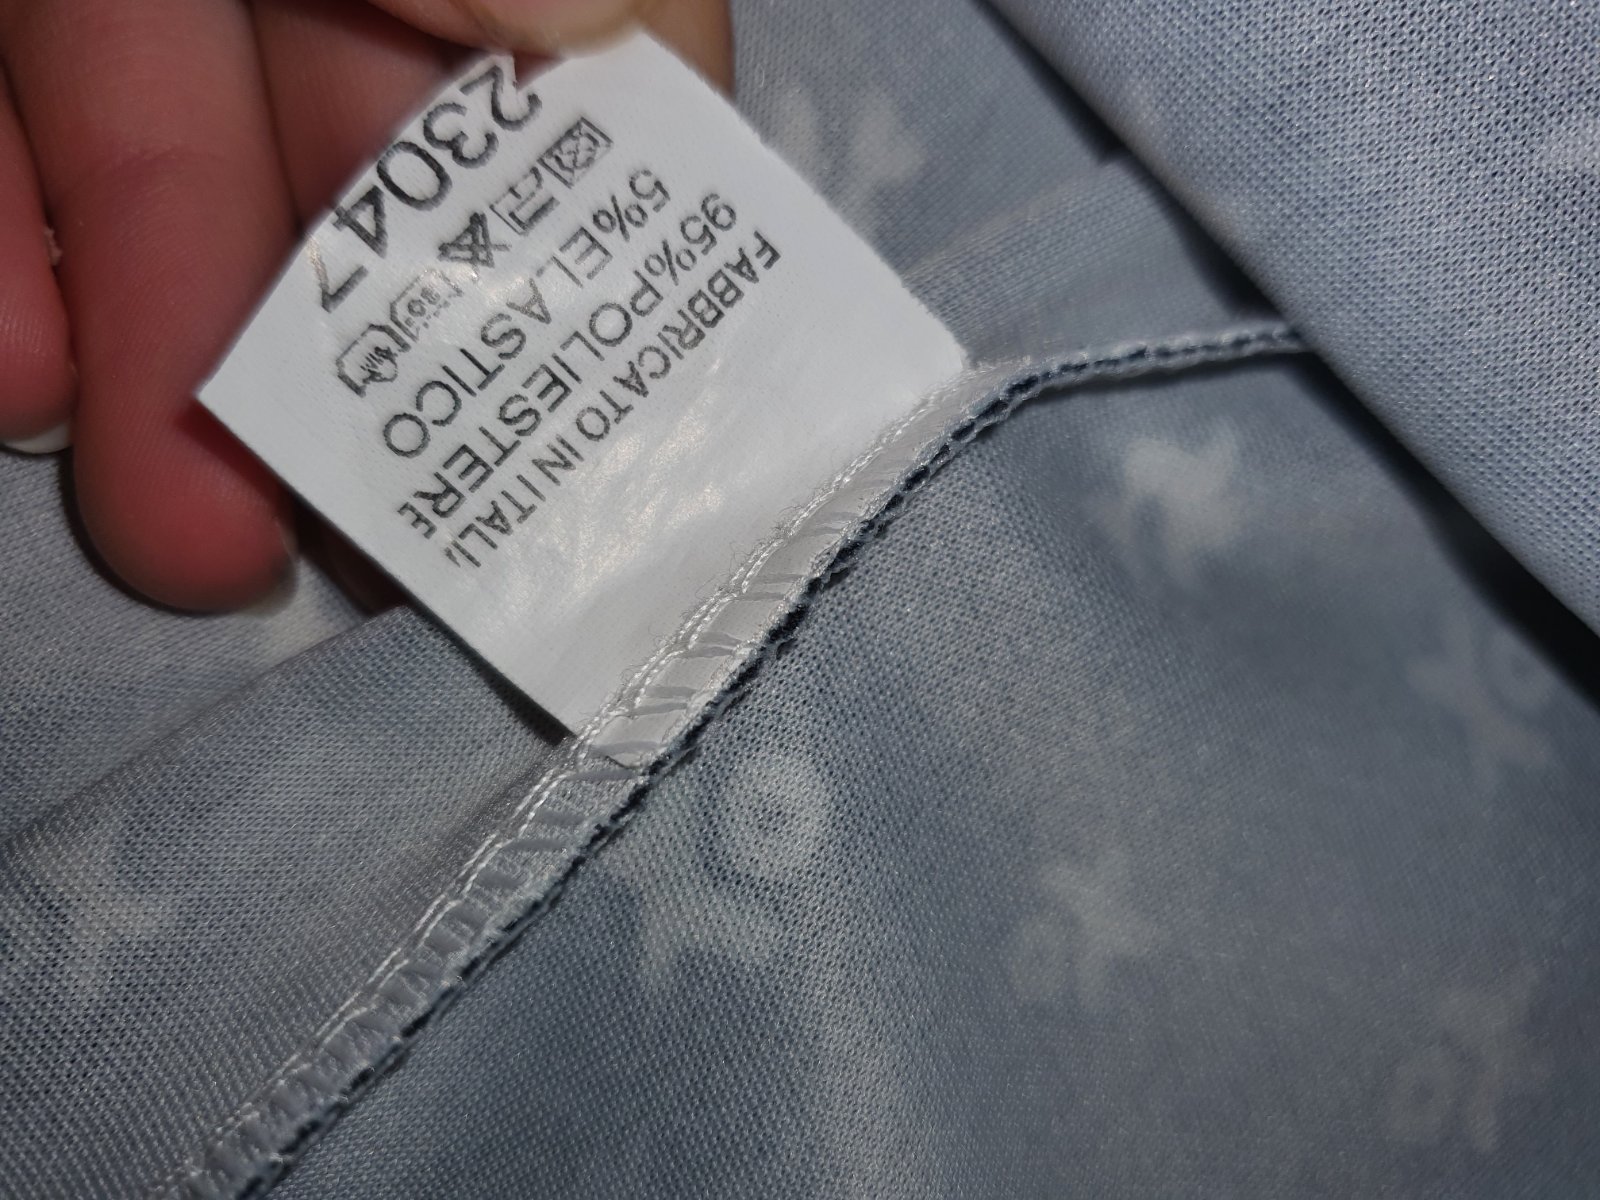 FABBRICATO IN ITALI
95%POLIESTERE
5%ELASTICO
23047